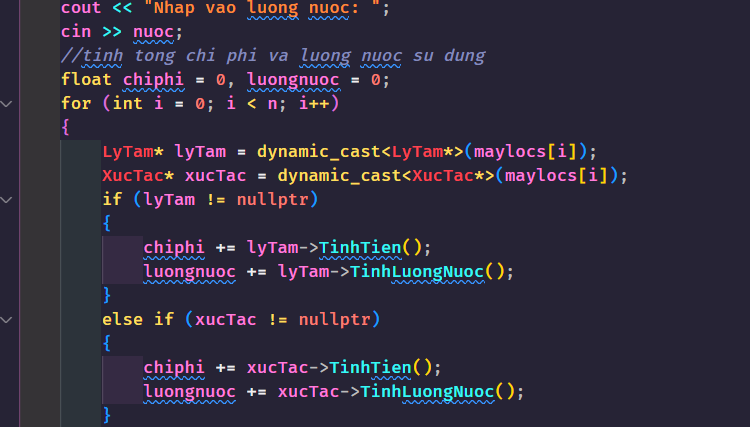 cout << "Nhap vao luong nuoc: ";
cin >> nuoc;
//tinh tong chi phi va luong nuoc su dung
float chiphi = 0, luongnuoc = 0;
for (int i = 0; i < n; i++)
{
LyTam* lyTam = dynamic_cast<LyTam*>(maylocs[i]);
XucTac* xucTac = dynamic_cast<XucTac*>(maylocs[i]);
if (lyTam != nullptr)
{
chiphi += lyTam->TinhTien();
luongnuoc += lyTam->TinhLuongNuoc();
}
else if (xucTac != nullptr)
{
chiphi += xucTac->TinhTien();
luongnuoc += xucTac->TinhLuongNuoc();
}